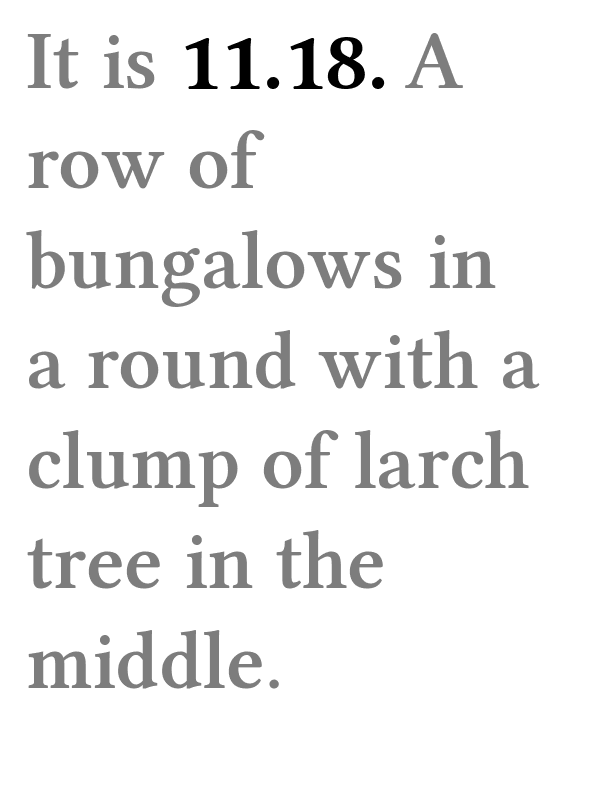 It is 11.18. A
row of
bungalows in
a round with a
clump of larch
tree in the
middle.